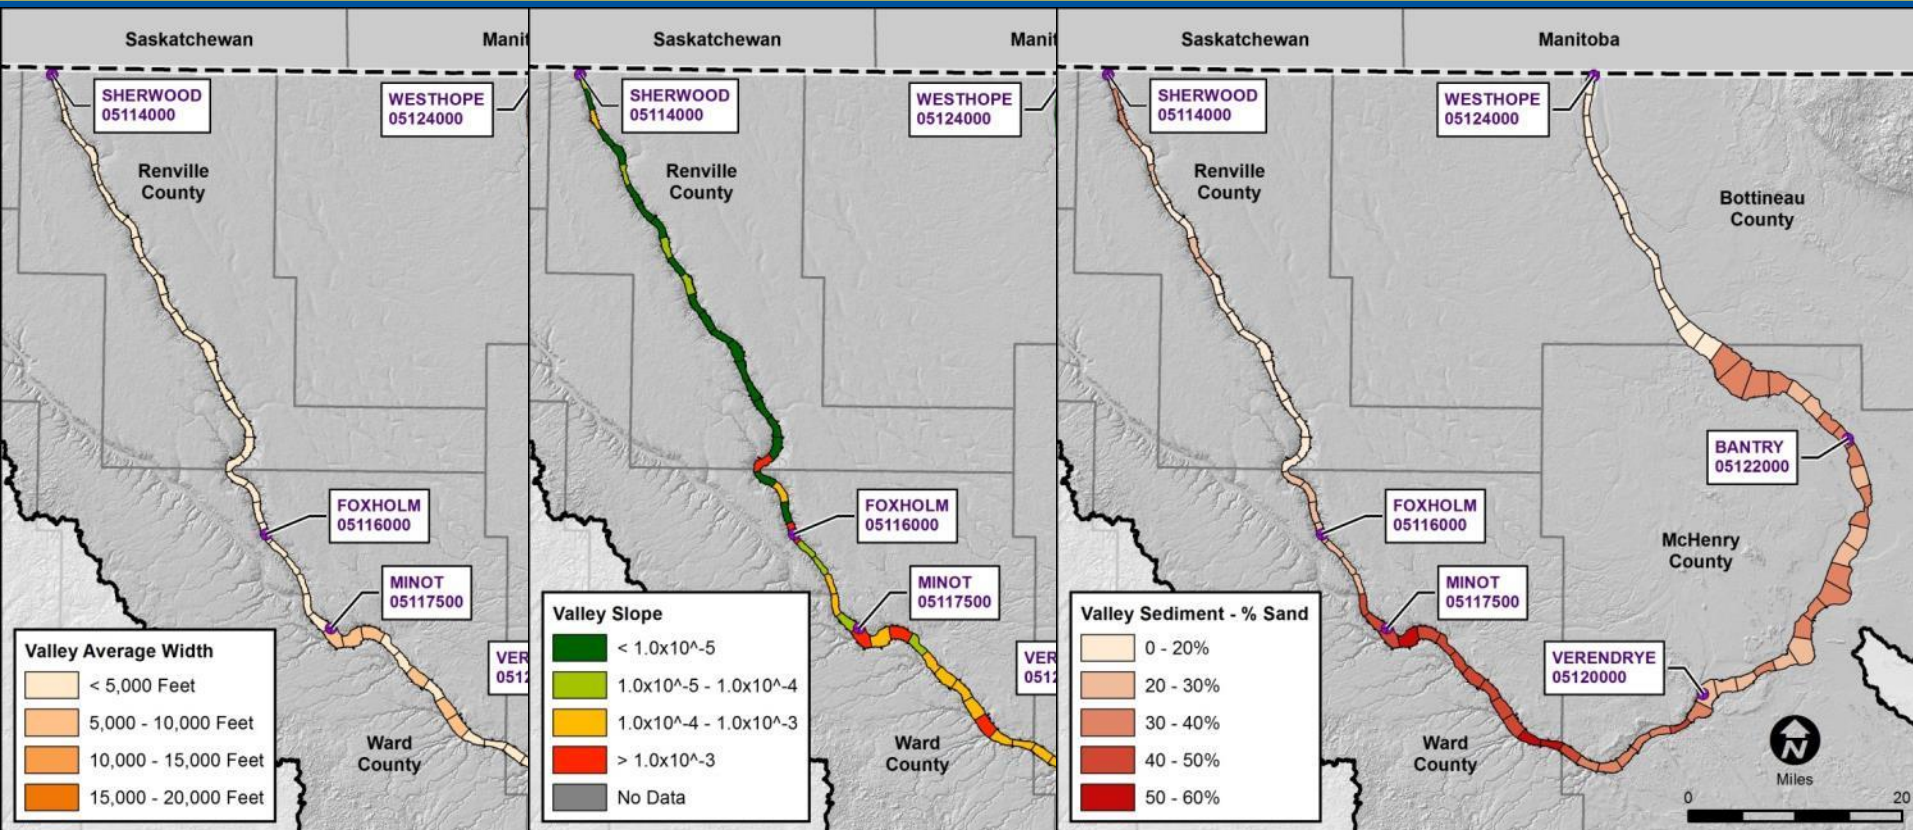 Saskatchewan
Manit
SHERWOOD
05114000
WESTHOPE
05124000
Renville
County
FOXHOLM
05116000
MINOT
05117500
VER
0512
Ward
County
Valley Average Width
< 5,000 Feet
5,000 - 10,000 Feet
10,000 - 15,000 Feet
15,000 - 20,000 Feet
Saskatchewan
Manit
SHERWOOD
05114000
WESTHOPE
05124000
Renville
County
FOXHOLM
05116000
MINOT
05117500
VER
0512
Ward
County
Valley Slope
< 1.0x10^-5
1.0x10^-5 - 1.0x10^-4
1.0x10^-4 - 1.0x10^-3
> 1.0x10^-3
No Data
Saskatchewan
Manitoba
SHERWOOD
05114000
WESTHOPE
05124000
Renville
County
Bottineau
County
BANTRY
05122000
FOXHOLM
05116000
McHenry
County
MINOT
05117500
VERENDRYE
05120000
Ward
County
Valley Sediment - % Sand
0 - 20%
20 - 30%
30 - 40%
40 - 50%
50 - 60%
N
Miles
0 20